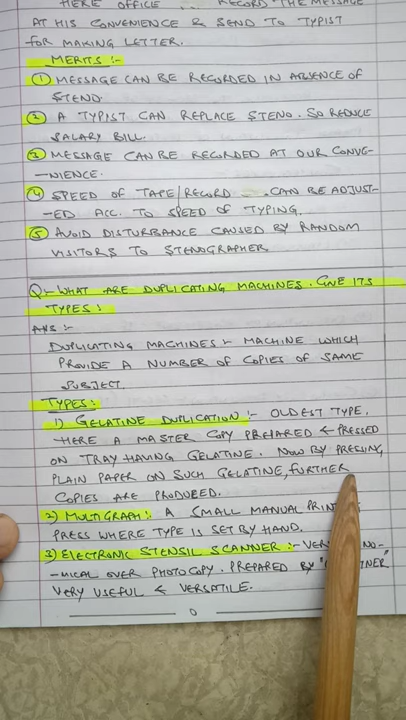 HERE OFFICE RECORD THE MESSAGE
AT HIS CONVENIENCE & SEND TO TYPIST
FOR MAKING LETTER.
MERITS :-
① MESSAGE CAN BE RECORDED IN ABSENCE OF
STENO
② A TYPIST CAN REPLACE STENO. SO REDUCE
SALARY BILL.
③ MESSAGE CAN BE RECORDED AT OUR CONVE-
-NIENCE.
④ SPEED OF TAPE/RECORD CAN BE ADJUST-
-ED ACC. TO SPEED OF TYPING.
⑤ AVOID DISTURBANCE CAUSED BY RANDOM
VISITORS TO STENOGRAPHER
Q:- WHAT ARE DUPLICATING MACHINES. GIVE ITS
TYPES:
ANS :-
DUPLICATING MACHINES :- MACHINE WHICH
PROVIDE A NUMBER OF COPIES OF SAME
SUBJECT
TYPES:
1) GELATINE DUPLICATION :- OLDEST TYPE.
HERE A MASTER COPY PREPARED & PRESSED
ON TRAY HAVING GELATINE. NOW BY PRESSING
PLAIN PAPER ON SUCH GELATINE, FURTHER
COPIES ARE PRODUCED.
2) MULTIGRAPH :- A SMALL MANUAL
PRESS WHERE TYPE IS SET BY HAND.
3) ELECTRONIC STENSIL SCANNER :-
-MICAL OVER PHOTOCOPY. PREPARED BY
VERY USEFUL & VERSATILE.